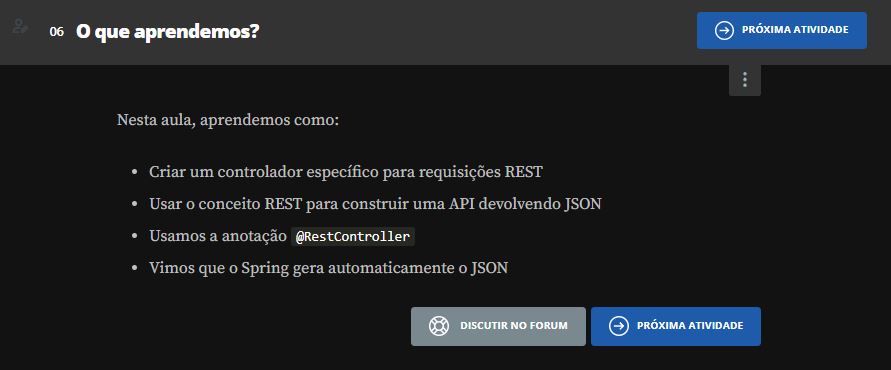 06 O que aprendemos?
PRÓXIMA ATIVIDADE
Nesta aula, aprendemos como:
• Criar um controlador específico para requisições REST
• Usar o conceito REST para construir uma API devolvendo JSON
• Usamos a anotação @RestController
• Vimos que o Spring gera automaticamente o JSON
DISCUTIR NO FORUM
PRÓXIMA ATIVIDADE